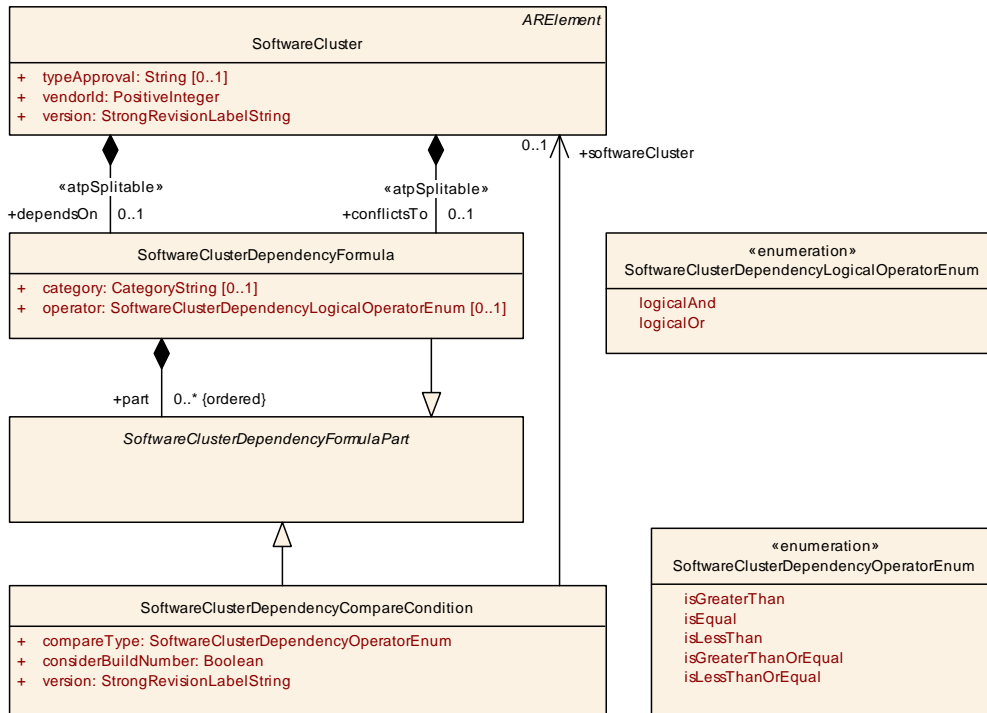 ARElement
SoftwareCluster
+ typeApproval: String [0..1]
+ vendorId: PositiveInteger
+ version: StrongRevisionLabelString
0..1
+softwareCluster
«atpSplitable»
«atpSplitable»
+dependsOn 0..1
+conflictsTo 0..1
SoftwareClusterDependencyFormula
+ category: CategoryString [0..1]
+ operator: SoftwareClusterDependencyLogicalOperatorEnum [0..1]
«enumeration»
SoftwareClusterDependencyLogicalOperatorEnum
logicalAnd
logicalOr
+part 0..* {ordered}
SoftwareClusterDependencyFormulaPart
«enumeration»
SoftwareClusterDependencyOperatorEnum
isGreaterThan
isEqual
isLessThan
isGreaterThanOrEqual
isLessThanOrEqual
SoftwareClusterDependencyCompareCondition
+ compareType: SoftwareClusterDependencyOperatorEnum
+ considerBuildNumber: Boolean
+ version: StrongRevisionLabelString